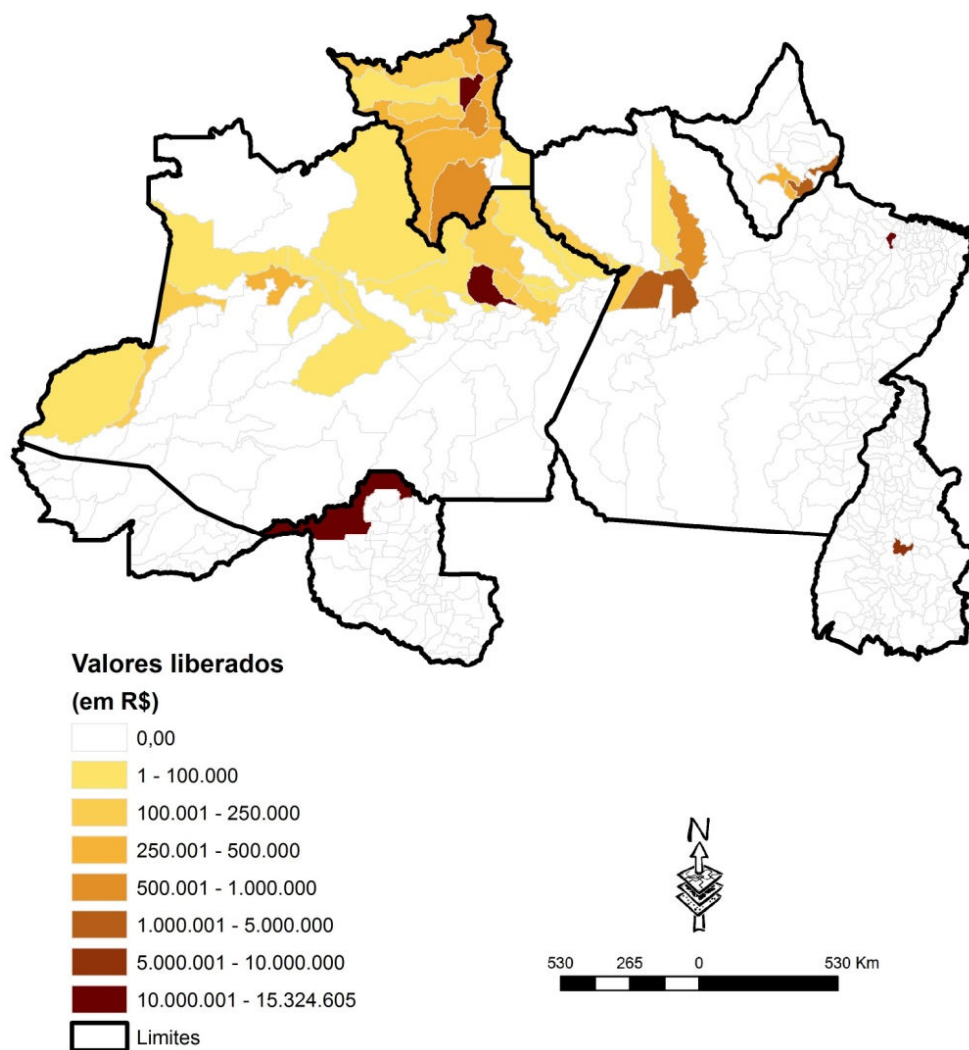 Valores liberados
(em R$)
0,00
1 - 100.000
100.001 - 250.000
250.001 - 500.000
500.001 - 1.000.000
1.000.001 - 5.000.000
5.000.001 - 10.000.000
10.000.001 - 15.324.605
Limites
N
530 265 0 530 Km